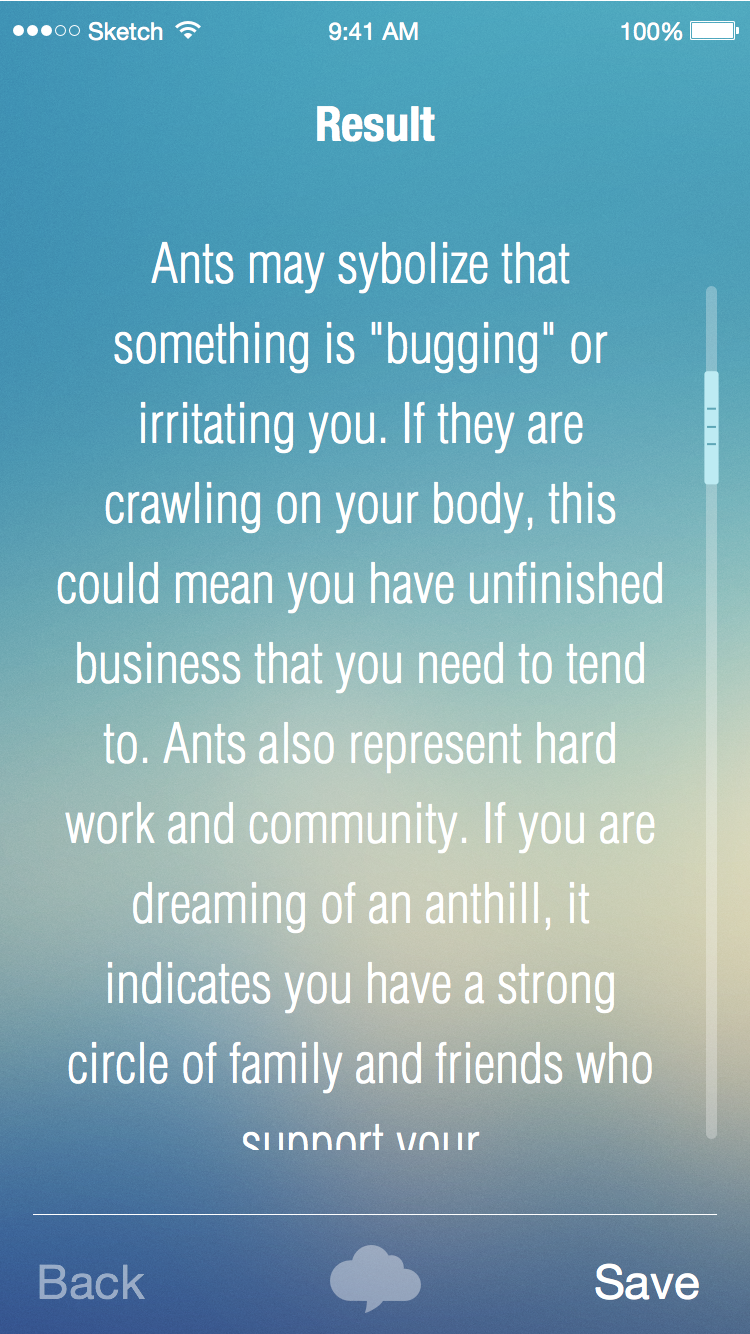 Sketch 9:41 AM 100%
Result
Ants may sybolize that
something is "bugging" or
irritating you. If they are
crawling on your body, this
could mean you have unfinished
business that you need to tend
to. Ants also represent hard
work and community. If you are
dreaming of an anthill, it
indicates you have a strong
circle of family and friends who
support your
Back Save